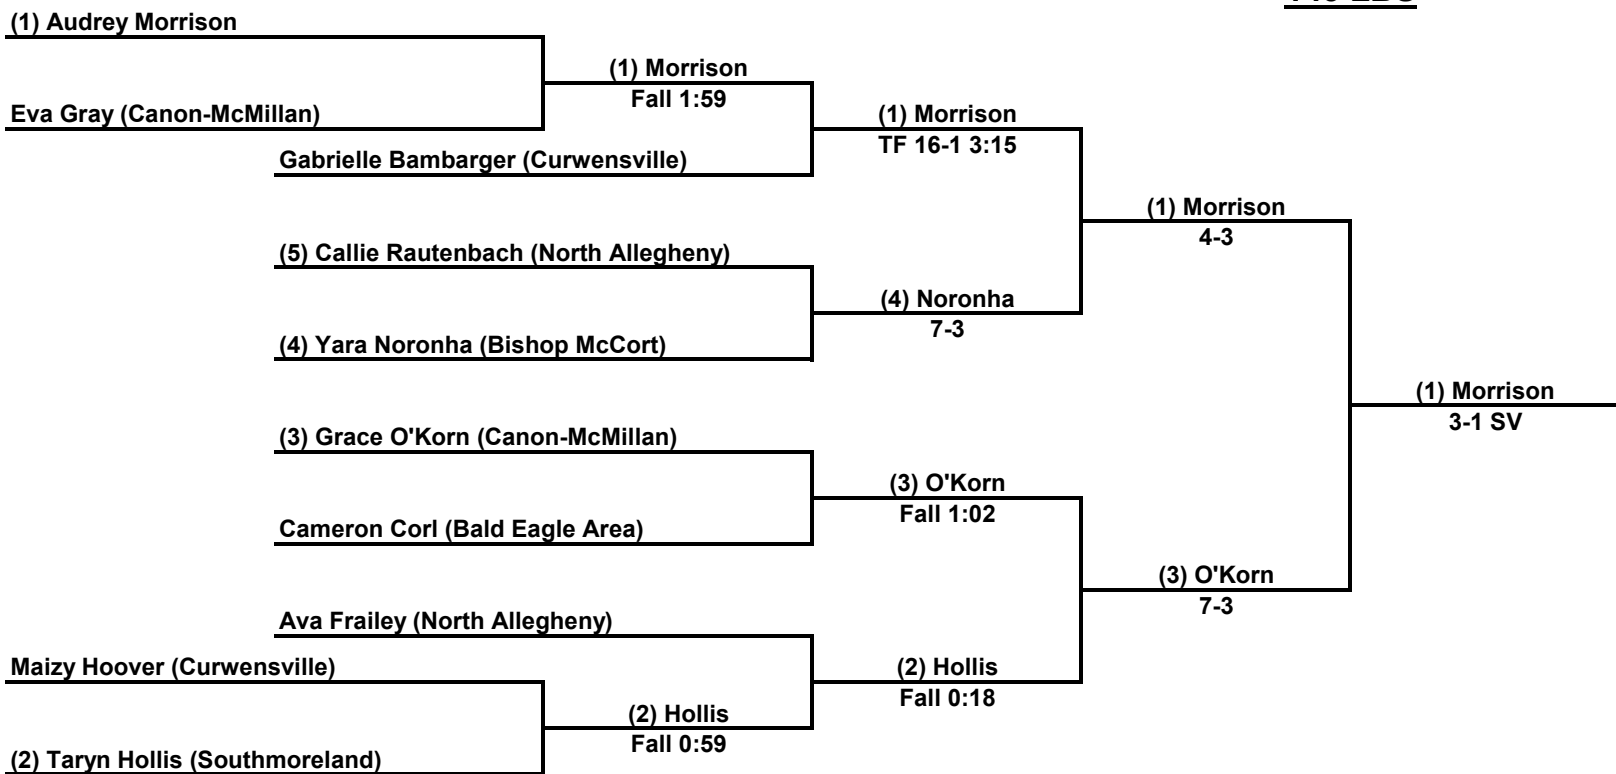 (1) Audrey Morrison
(1) Morrison
Fall 1:59
Eva Gray (Canon-McMillan)
(1) Morrison
TF 16-1 3:15
Gabrielle Bambarger (Curwensville)
(1) Morrison
4-3
(5) Callie Rautenbach (North Allegheny)
(4) Noronha
7-3
(4) Yara Noronha (Bishop McCort)
(1) Morrison
3-1 SV
(3) Grace O'Korn (Canon-McMillan)
(3) O'Korn
Fall 1:02
Cameron Corl (Bald Eagle Area)
(3) O'Korn
7-3
Ava Frailey (North Allegheny)
Maizy Hoover (Curwensville)
(2) Hollis
Fall 0:18
(2) Hollis
Fall 0:59
(2) Taryn Hollis (Southmoreland)